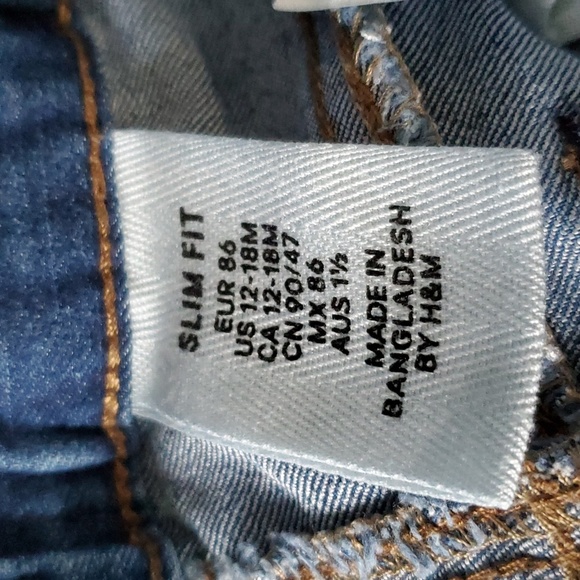 SLIM FIT
EUR 86
US 12-18M
CA 12-18M
CN 90/47
MX 86
AUS 1½
MADE IN
BANGLADESH
BY H&M